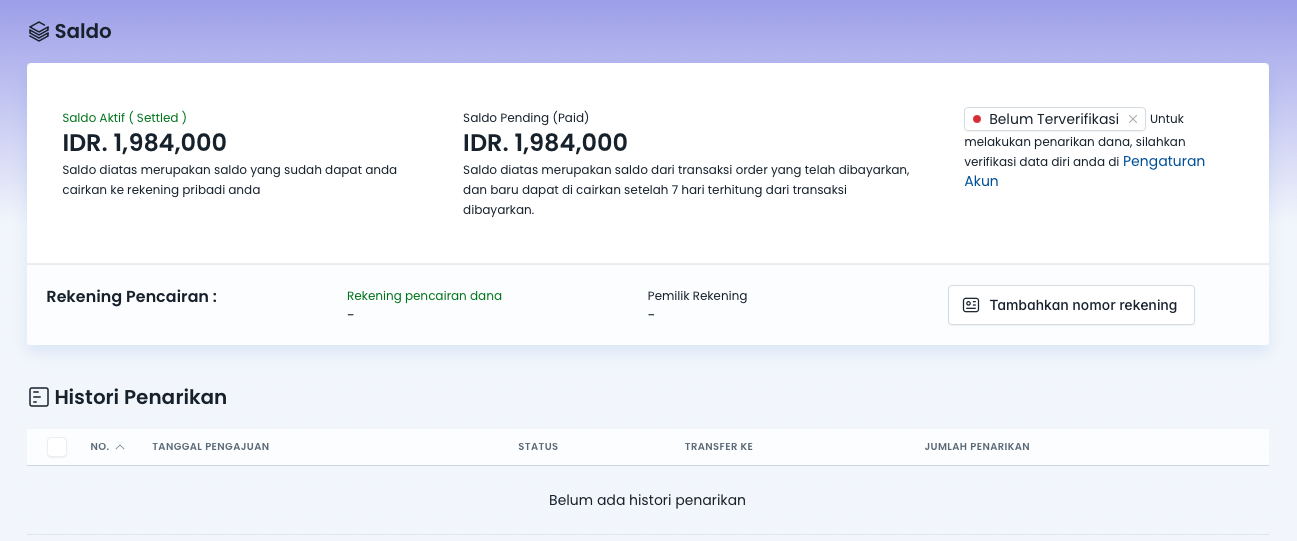 Saldo
Saldo Aktif ( Settled )
IDR. 1,984,000
Saldo diatas merupakan saldo yang sudah dapat anda
cairkan ke rekening pribadi anda
Saldo Pending (Paid)
IDR. 1,984,000
Saldo diatas merupakan saldo dari transaksi order yang telah dibayarkan,
dan baru dapat di cairkan setelah 7 hari terhitung dari transaksi
dibayarkan.
Belum Terverifikasi × Untuk
melakukan penarikan dana, silahkan
verifikasi data diri anda di Pengaturan
Akun
Rekening Pencairan :
Rekening pencairan dana
-
Pemilik Rekening
-
Tambahkan nomor rekening
Histori Penarikan
NO. TANGGAL PENGAJUAN STATUS TRANSFER KE JUMLAH PENARIKAN
Belum ada histori penarikan